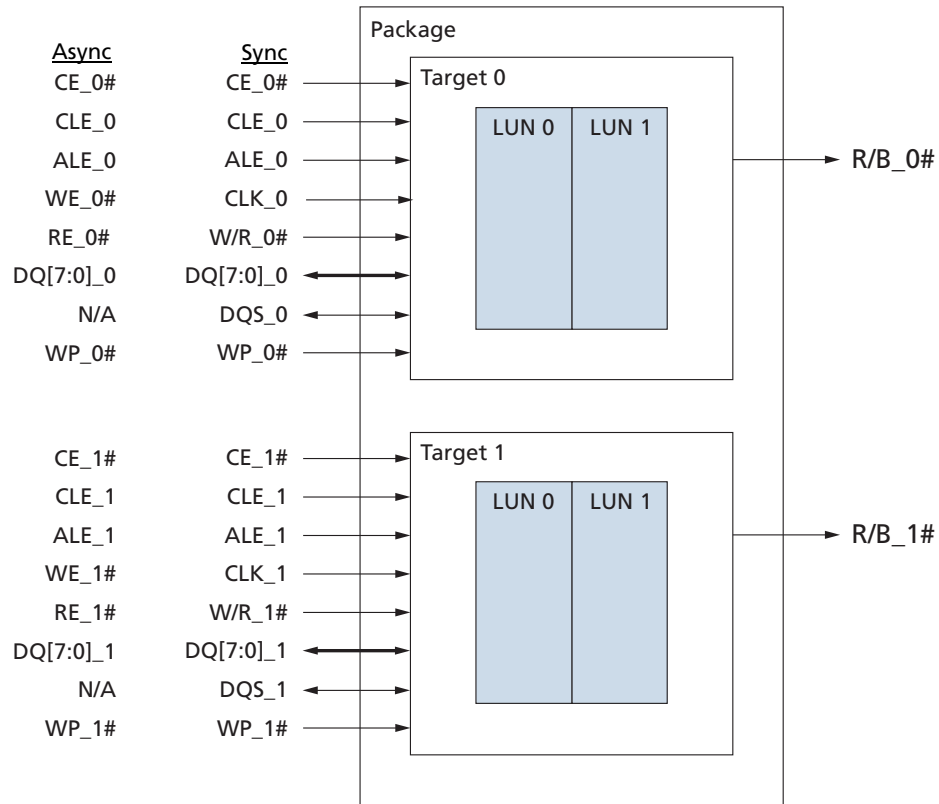 Package
Async Sync
CE_0# CE_0# Target 0
CLE_0 CLE_0 LUN 0 LUN 1
ALE_0 ALE_0 R/B_0#
WE_0# CLK_0
RE_0# W/R_0#
DQ[7:0]_0 DQ[7:0]_0
N/A DQS_0
WP_0# WP_0#
CE_1# CE_1# Target 1
CLE_1 CLE_1 LUN 0 LUN 1
ALE_1 ALE_1 R/B_1#
WE_1# CLK_1
RE_1# W/R_1#
DQ[7:0]_1 DQ[7:0]_1
N/A DQS_1
WP_1# WP_1#